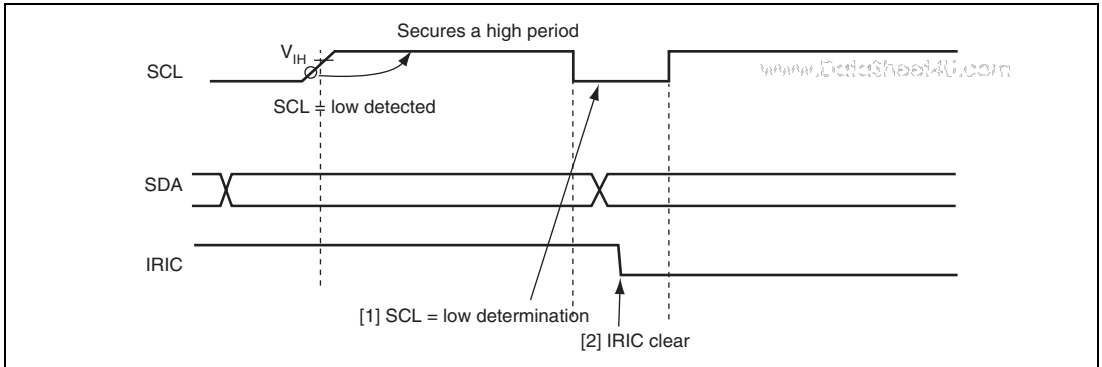 Secures a high period
VIH
SCL
www.DataSheet4U.com
SCL = low detected
SDA
IRIC
[1] SCL = low determination
[2] IRIC clear